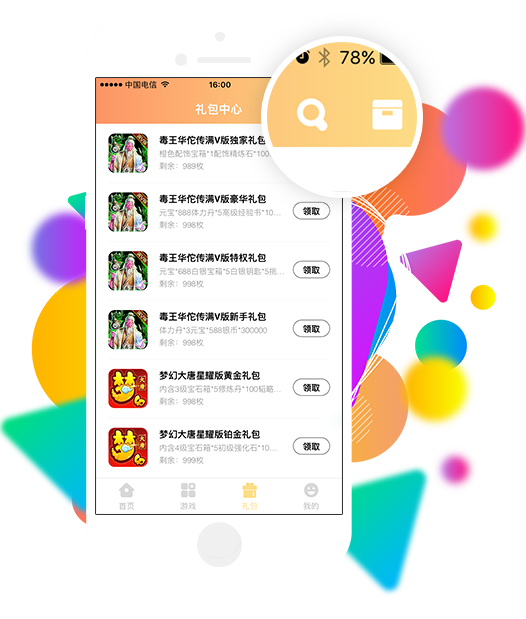 中国电信
16:00
78%
礼包中心
毒王华佗传满V版独家礼包
橙色配饰宝箱*1配饰精炼石*100
剩余：989枚
毒王华佗传满V版豪华礼包
元宝*888体力丹*5高级经验书*10...
剩余：998枚
领取
毒王华佗传满V版特权礼包
元宝*688白银宝箱*5白银钥匙*5挑...
剩余：998枚
领取
毒王华佗传满V版新手礼包
体力丹*3元宝*588银币*300000
剩余：998枚
领取
梦幻大唐星耀版黄金礼包
内含3级宝石箱*5修炼丹*100韬略...
剩余：998枚
领取
梦幻大唐星耀版铂金礼包
内含4级宝石箱*5初级强化石*10...
剩余：999枚
领取
首页
游戏
礼包
我的